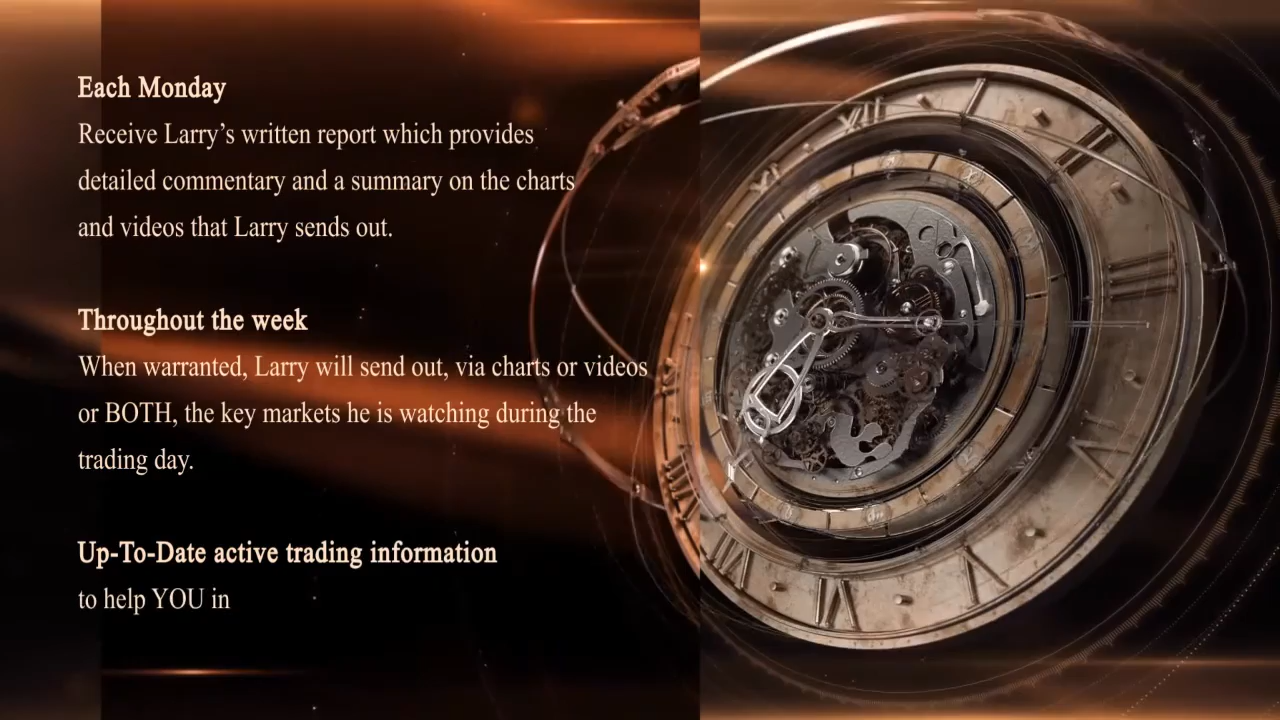 Each Monday
Receive Larry’s written report which provides
detailed commentary and a summary on the charts
and videos that Larry sends out.
Throughout the week
When warranted, Larry will send out, via charts or videos
or BOTH, the key markets he is watching during the
trading day.
Up-To-Date active trading information
to help YOU in